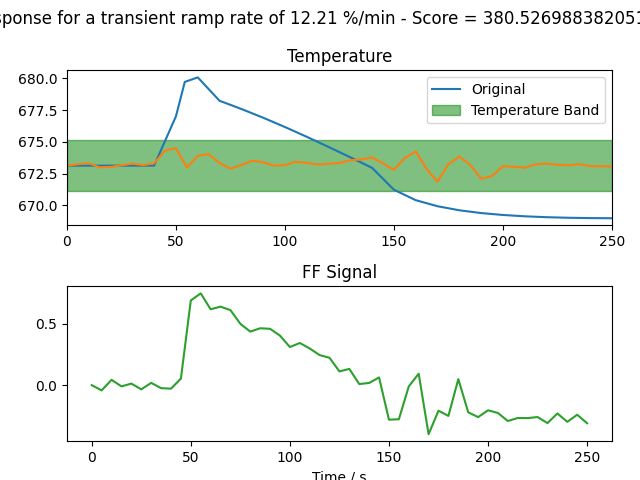 sponse for a transient ramp rate of 12.21 %/min - Score = 380.526988382051
Temperature
680.0
677.5
675.0
672.5
670.0
Original
Temperature Band
0 50 100 150 200 250
FF Signal
0.5
0.0
0 50 100 150 200 250
Time / s